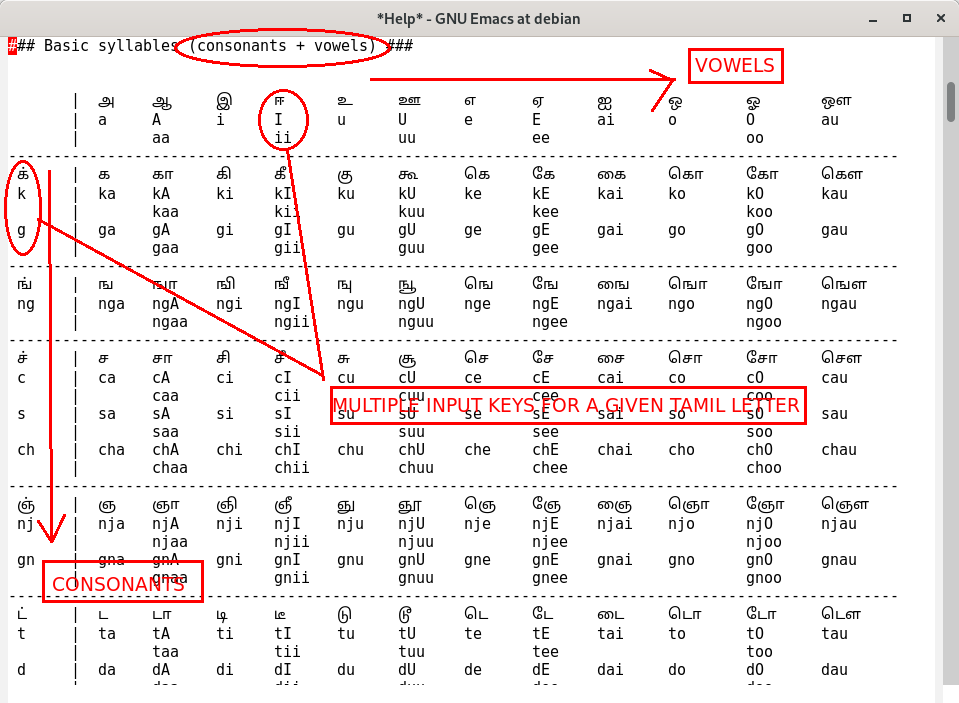 *Help* - GNU Emacs at debian
### Basic syllables (consonants + vowels) ###
VOWELS
| அ ஆ இ ஈ உ ஊ எ ஏ ஐ ஒ ஓ ஔ
| a A i I u U e E ai o O au
| aa ii uu ee oo
க் | க கா கி கீ கு கூ கெ கே கை கொ கோ கௌ
k | ka kA ki kI ku kU ke kE kai ko kO kau
| kaa kii kuu kee koo
g | ga gA gi gI gu gU ge gE gai go gO gau
| gaa gii guu gee goo
ங் | ங ஙா ஙி ஙீ ஙு ஙூ ஙெ ஙே ஙை ஙொ ஙோ ஙௌ
ng | nga ngA ngi ngI ngu ngU nge ngE ngai ngo ngO ngau
| ngaa ngii nguu ngee ngoo
ச் | ச சா சி சீ சு சூ செ சே சை சொ சோ சௌ
c | ca cA ci cI cu cU ce cE cai co cO cau
| caa cii cuu cee coo
MULTIPLE INPUT KEYS FOR A GIVEN TAMIL LETTER
s | sa sA si sI su sU se sE sai so sO sau
| saa sii suu see soo
ch | cha chA chi chI chu chU che chE chai cho chO chau
| chaa chii chuu chee choo
ஞ் | ஞ ஞா ஞி ஞீ ஞு ஞூ ஞெ ஞே ஞை ஞொ ஞோ ஞௌ
nj | nja njA nji njI nju njU nje njE njai njo njO njau
| njaa njii njuu njee njoo
gn | gna gnA gni gnI gnu gnU gne gnE gnai gno gnO gnau
| gnaa gnii gnuu gnee gnoo
CONSONANTS
ட் | ட டா டி டீ டு டூ டெ டே டை டொ டோ டௌ
t | ta tA ti tI tu tU te tE tai to tO tau
| taa tii tuu tee too
d | da dA di dI du dU de dE dai do dO dau